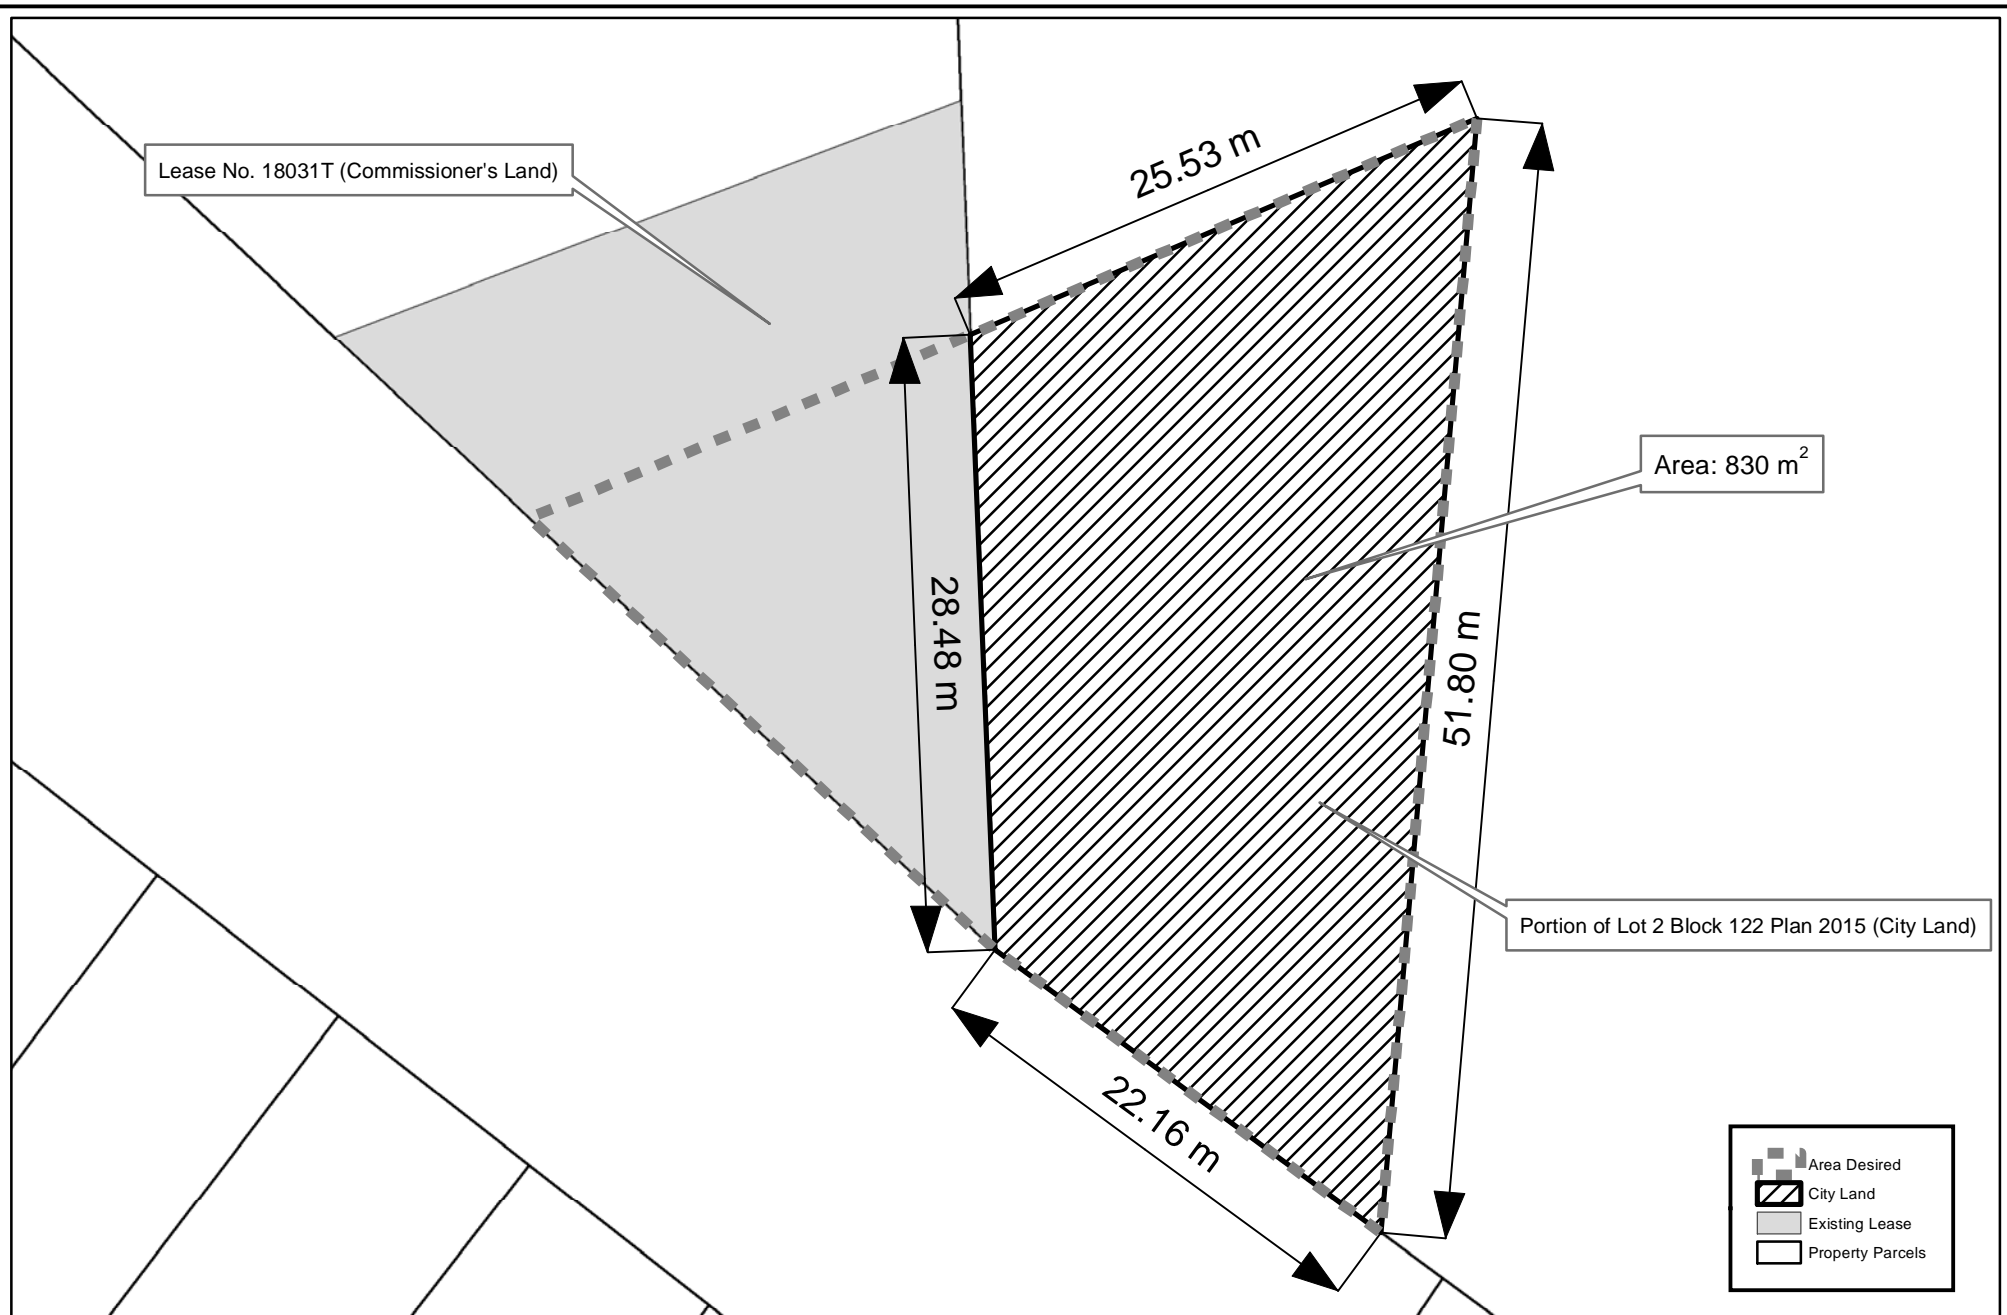 25.53 m
Lease No. 18031T (Commissioner's Land)
Area: 830 m²
28.48 m
51.80 m
Portion of Lot 2 Block 122 Plan 2015 (City Land)
22.16 m
Area Desired
City Land
Existing Lease
Property Parcels